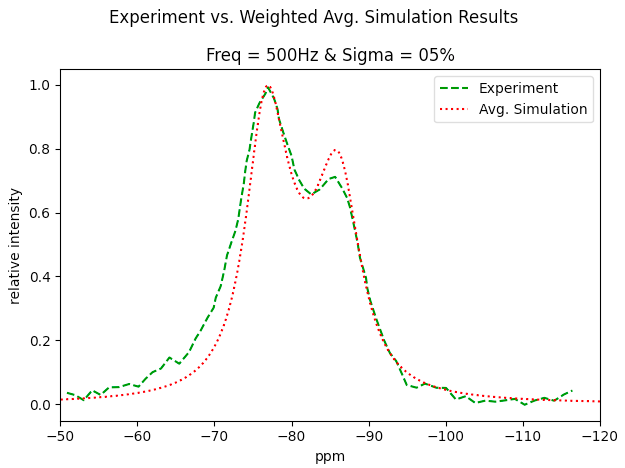 Experiment vs. Weighted Avg. Simulation Results
Freq = 500Hz & Sigma = 05%
Experiment
Avg. Simulation
relative intensity
1.0
0.8
0.6
0.4
0.2
0.0
−50 −60 −70 −80 −90 −100 −110 −120
ppm